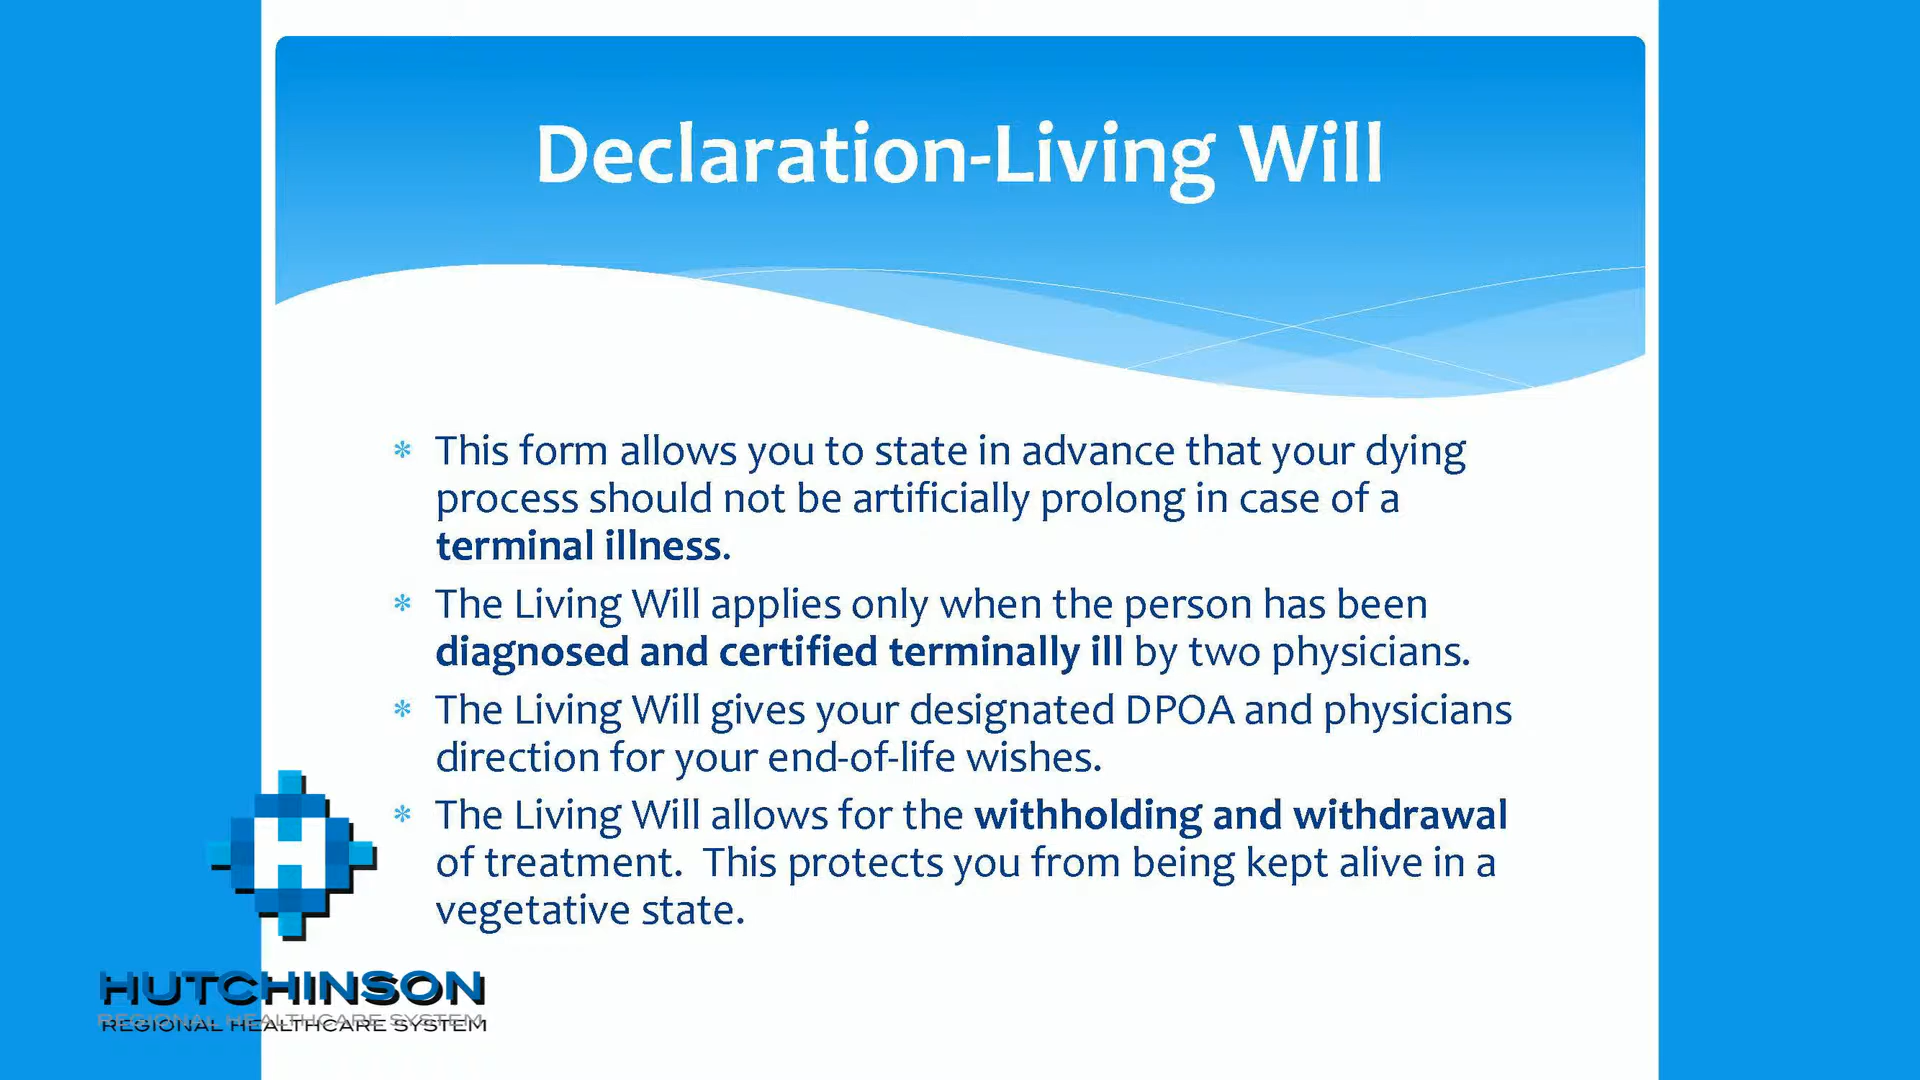 Declaration-Living Will
* This form allows you to state in advance that your dying
process should not be artificially prolong in case of a
terminal illness.
* The Living Will applies only when the person has been
diagnosed and certified terminally ill by two physicians.
* The Living Will gives your designated DPOA and physicians
direction for your end-of-life wishes.
* The Living Will allows for the withholding and withdrawal
of treatment.  This protects you from being kept alive in a
vegetative state.
H
HUTCHINSON
REGIONAL HEALTHCARE SYSTEM